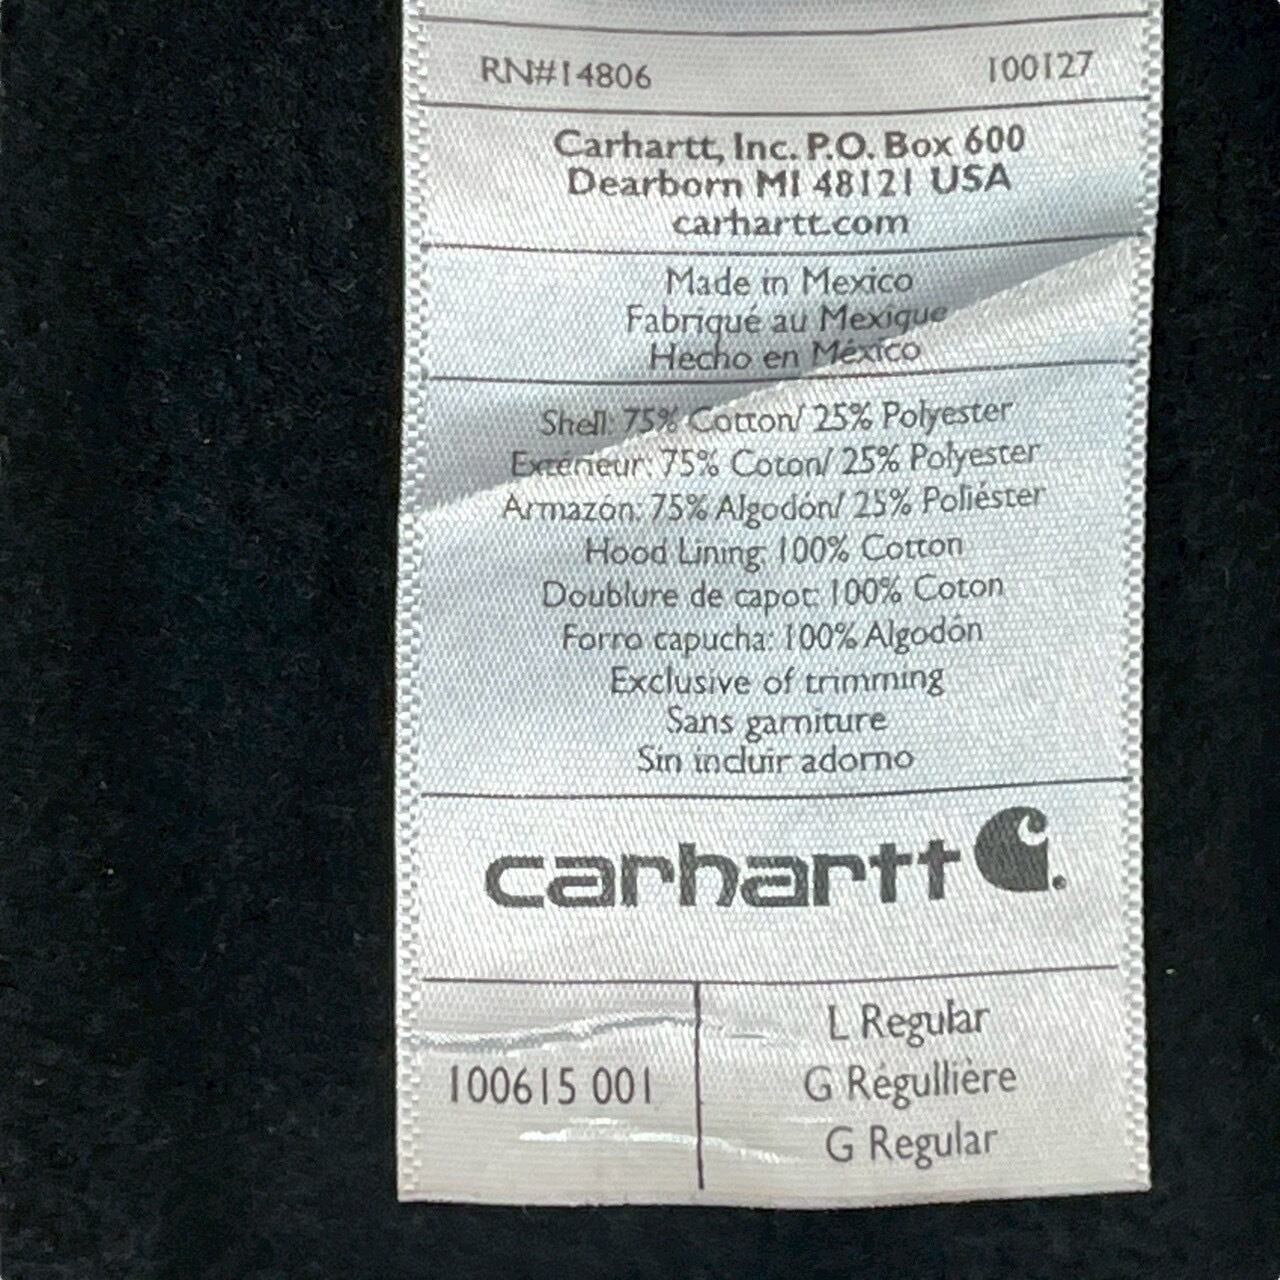 RN#14806 100127
Carhartt, Inc. P.O. Box 600
Dearborn MI 48121 USA
carhartt.com
Made in Mexico
Fabriqué au Mexique
Hecho en México
Shell: 75% Cotton/ 25% Polyester
Extérieur: 75% Coton/ 25% Polyester
Armazón: 75% Algodón/ 25% Poliéster
Hood Lining: 100% Cotton
Doublure de capot: 100% Coton
Forro capucha: 100% Algodón
Exclusive of trimming
Sans garniture
Sin incluir adorno
carhartt
100615 001
L Regular
G Régullière
G Regular